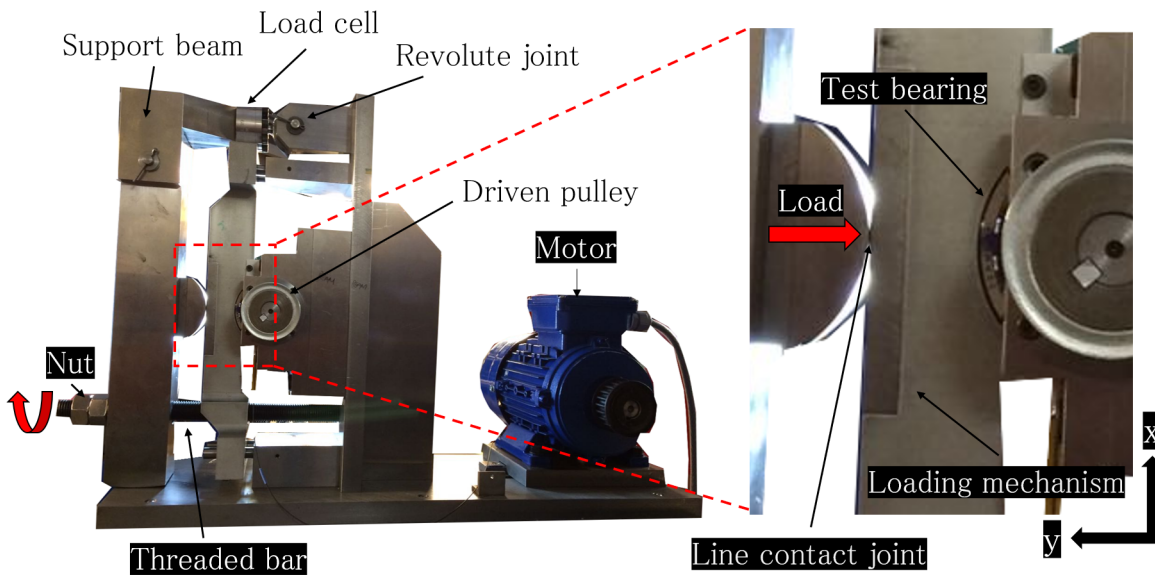 Load cell
Support beam
Revolute joint
Driven pulley
Motor
Nut
Threaded bar
Test bearing
Load
Loading mechanism
Line contact joint
x
y